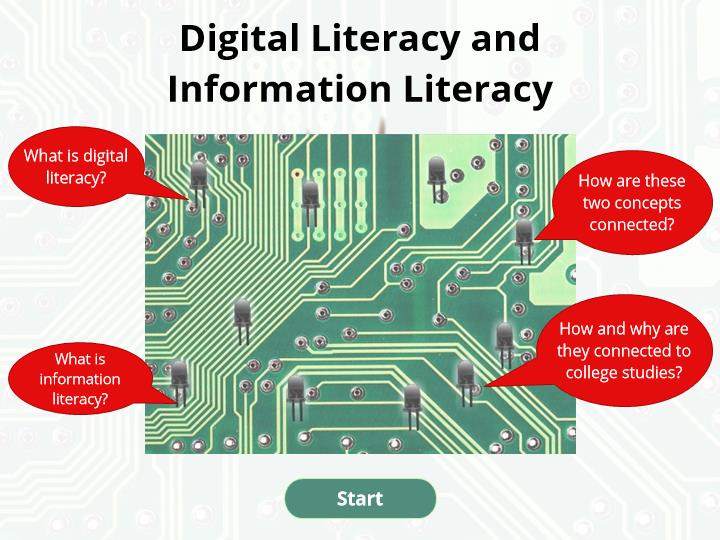 Digital Literacy and
Information Literacy
What is digital
literacy?
How are these
two concepts
connected?
How and why are
they connected to
college studies?
What is
information
literacy?
Start